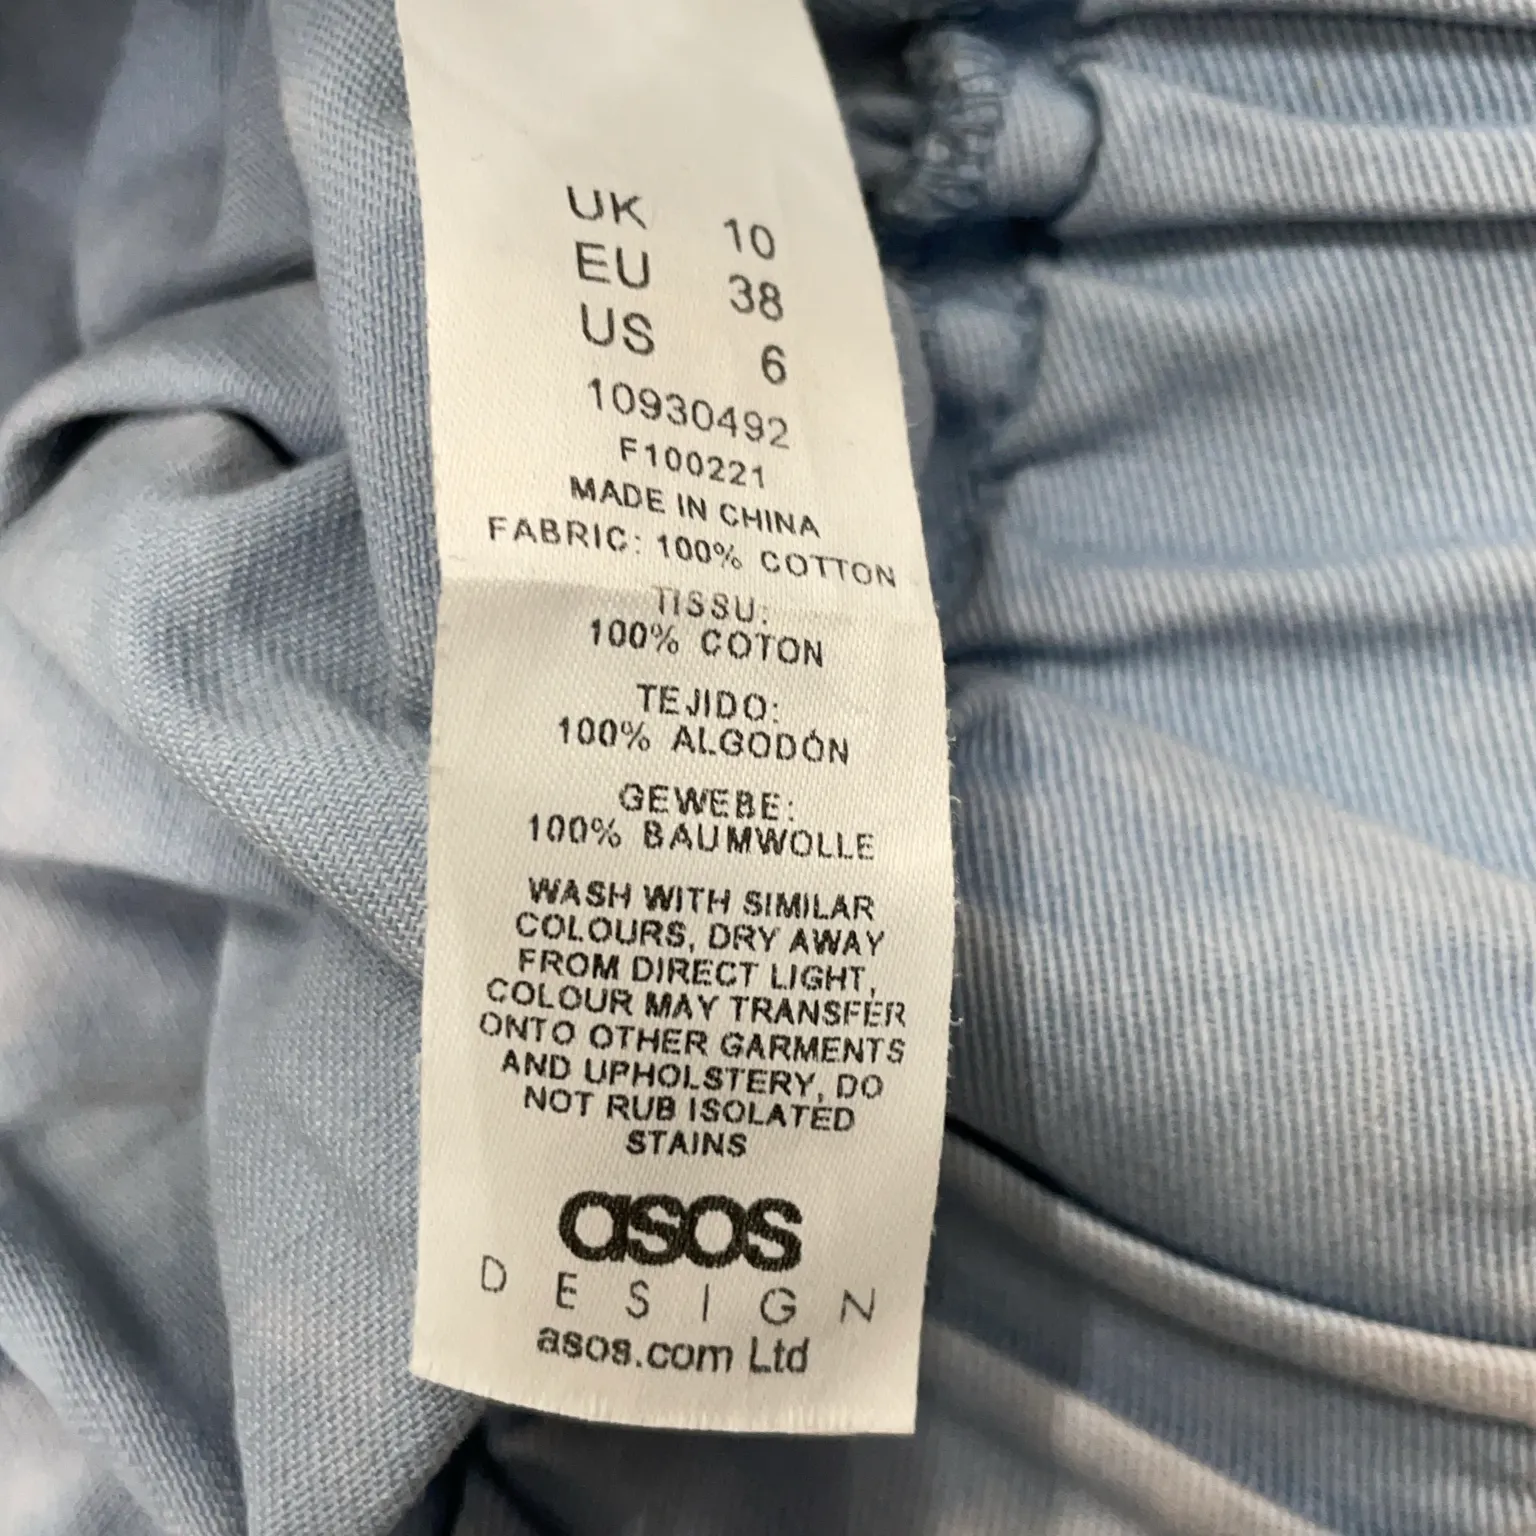 UK 10
EU 38
US 6
10930492
F100221
MADE IN CHINA
FABRIC: 100% COTTON
TISSU:
100% COTON
TEJIDO:
100% ALGODÓN
GEWEBE:
100% BAUMWOLLE
WASH WITH SIMILAR
COLOURS, DRY AWAY
FROM DIRECT LIGHT,
COLOUR MAY TRANSFER
ONTO OTHER GARMENTS
AND UPHOLSTERY, DO
NOT RUB ISOLATED
STAINS
asos
DESIGN
asos.com Ltd